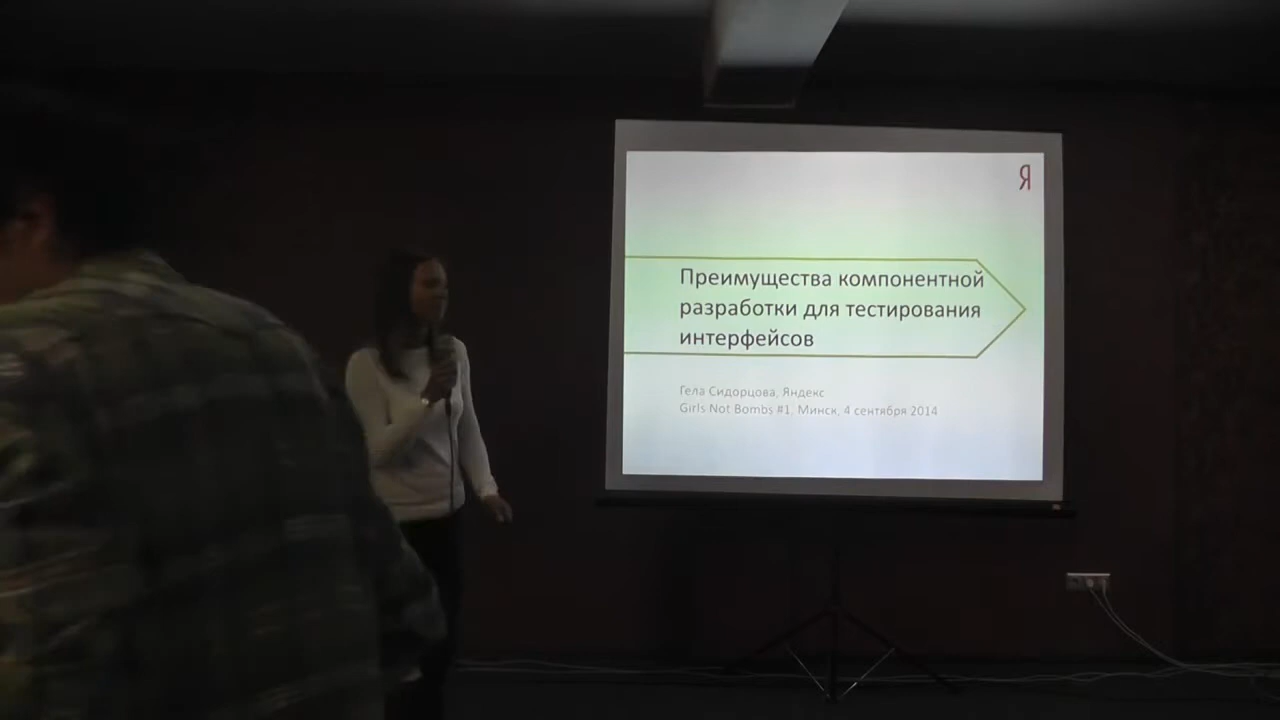 Я
Преимущества компонентной
разработки для тестирования
интерфейсов
Гела Сидорцова, Яндекс
Girls Not Bombs #1. Минск, 4 сентября 2014